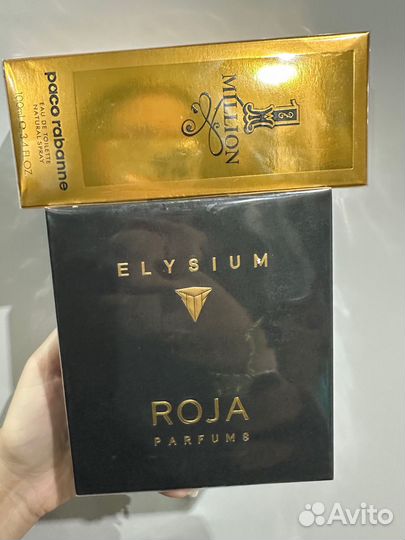 1
MILLION
paco rabanne
EAU DE TOILETTE
NATURAL SPRAY
100ml ℮ 3.4 FL OZ
ELYSIUM
ROJA
PARFUMS
Avito